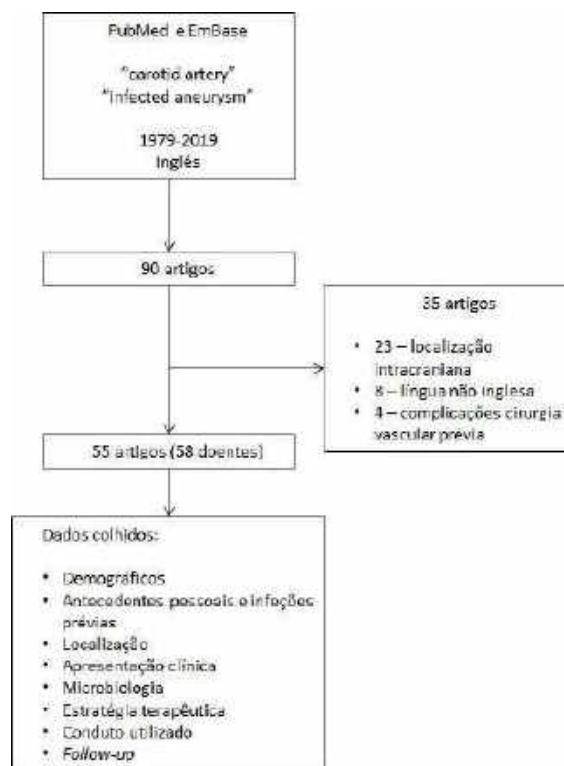 PubMed e EmBase
"carotid artery"
"infected aneurysm"
1979-2019
Inglês
90 artigos
35 artigos
• 23 – localização
intracraniana
• 8 – língua não inglesa
• 4 – complicações cirurgia
vascular prévia
55 artigos (58 doentes)
Dados colhidos:
• Demográficos
• Antecedentes pessoais e infeções
prévias
• Localização
• Apresentação clínica
• Microbiologia
• Estratégia terapêutica
• Conduto utilizado
• Follow-up